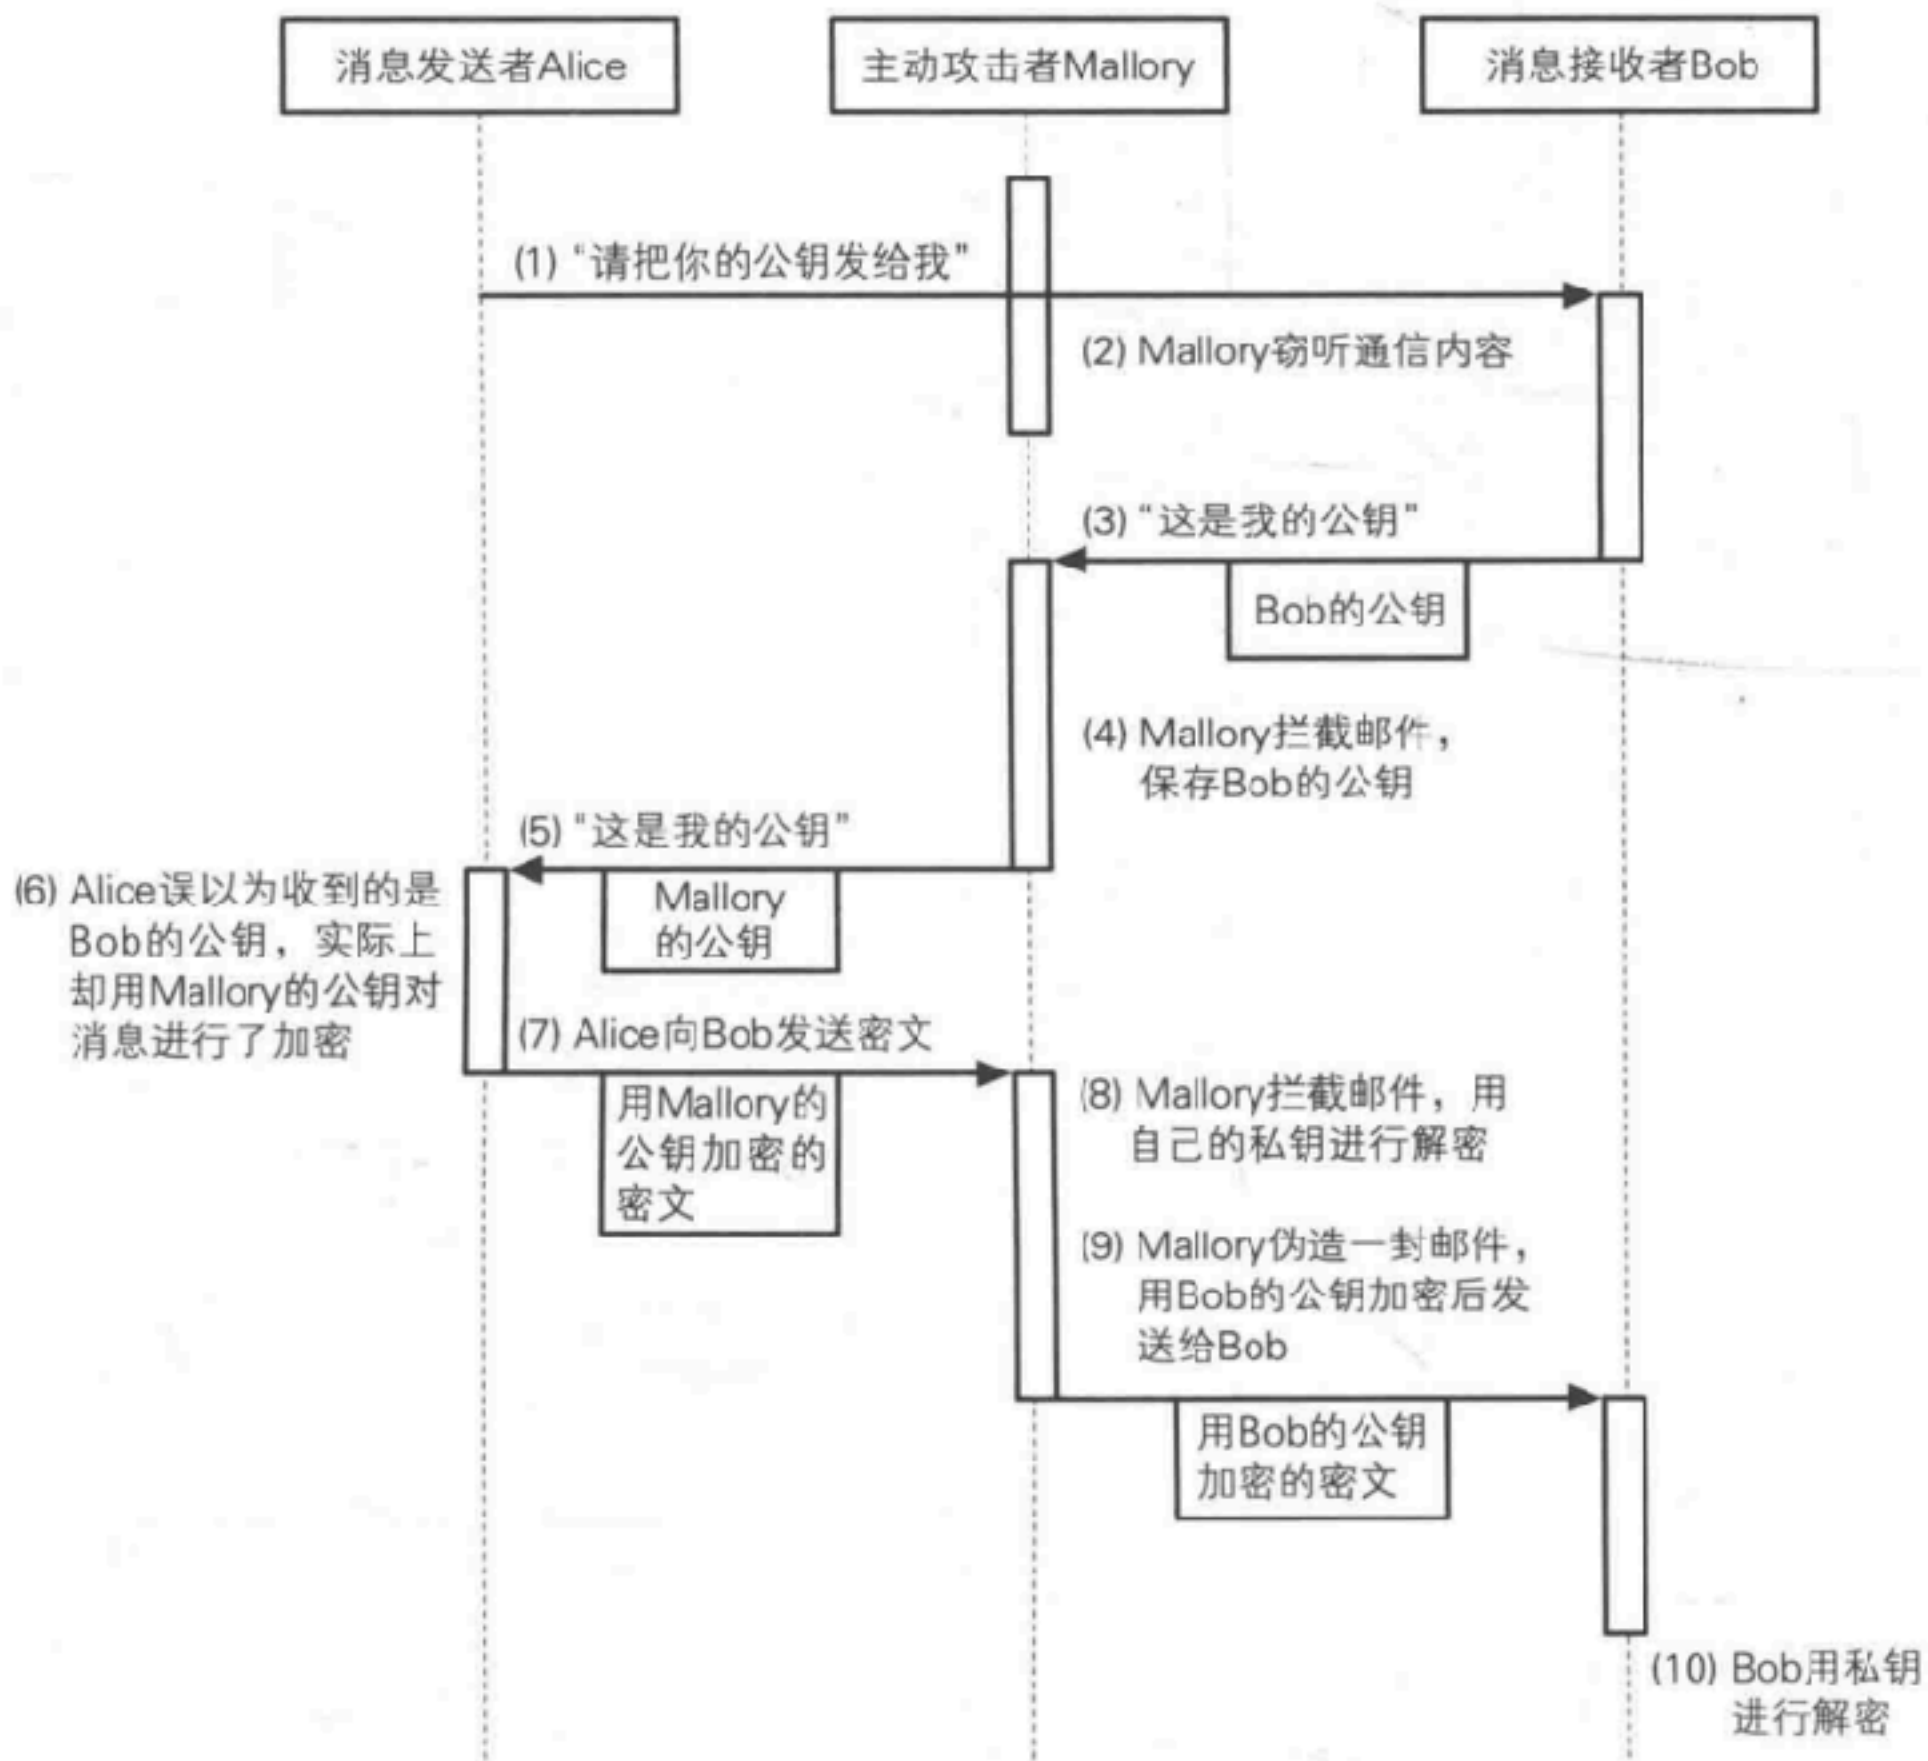 消息发送者Alice
主动攻击者Mallory
消息接收者Bob
(1) “请把你的公钥发给我”
(2) Mallory窃听通信内容
(3) “这是我的公钥”
Bob的公钥
(4) Mallory拦截邮件，
保存Bob的公钥
(5) “这是我的公钥”
Mallory
的公钥
(6) Alice误以为收到的是
Bob的公钥，实际上
却用Mallory的公钥对
消息进行了加密
(7) Alice向Bob发送密文
用Mallory的
公钥加密的
密文
(8) Mallory拦截邮件，用
自己的私钥进行解密
(9) Mallory伪造一封邮件，
用Bob的公钥加密后发
送给Bob
用Bob的公钥
加密的密文
(10) Bob用私钥
进行解密